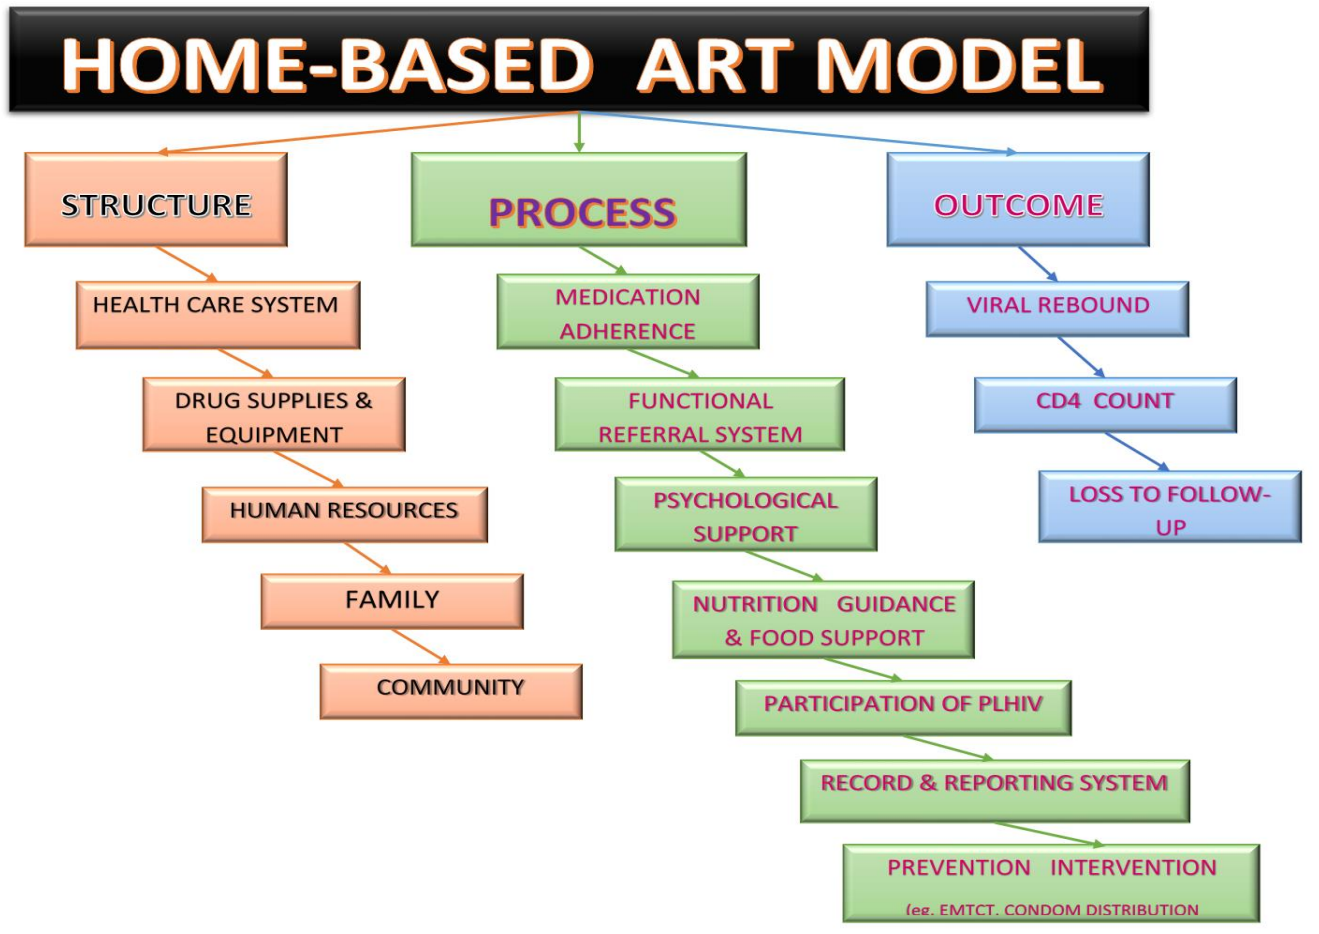 HOME-BASED ART MODEL
STRUCTURE
HEALTH CARE SYSTEM
DRUG SUPPLIES &
EQUIPMENT
HUMAN RESOURCES
FAMILY
COMMUNITY
PROCESS
MEDICATION
ADHERENCE
FUNCTIONAL
REFERRAL SYSTEM
PSYCHOLOGICAL
SUPPORT
NUTRITION GUIDANCE
& FOOD SUPPORT
PARTICIPATION OF PLHIV
RECORD & REPORTING SYSTEM
PREVENTION INTERVENTION
(eg. EMTCT, CONDOM DISTRIBUTION
OUTCOME
VIRAL REBOUND
CD4 COUNT
LOSS TO FOLLOW-
UP